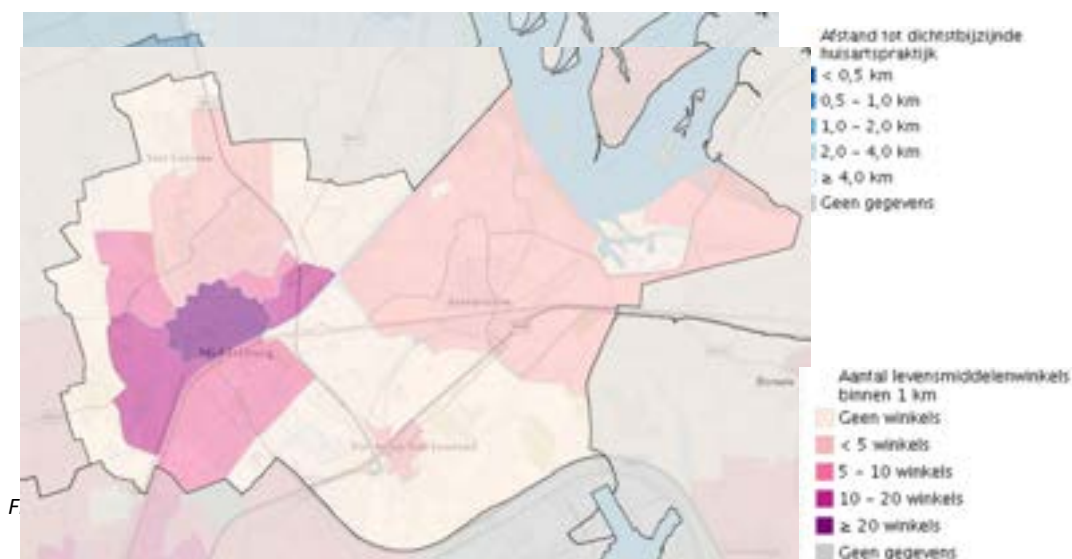 Afstand tot dichtstbijzijnde
huisartspraktijk
< 0,5 km
0,5 – 1,0 km
1,0 – 2,0 km
2,0 – 4,0 km
≥ 4,0 km
Geen gegevens
Middelburg
Aantal levensmiddelenwinkels
binnen 1 km
Geen winkels
< 5 winkels
5 – 10 winkels
10 – 20 winkels
≥ 20 winkels
Geen gegevens
F